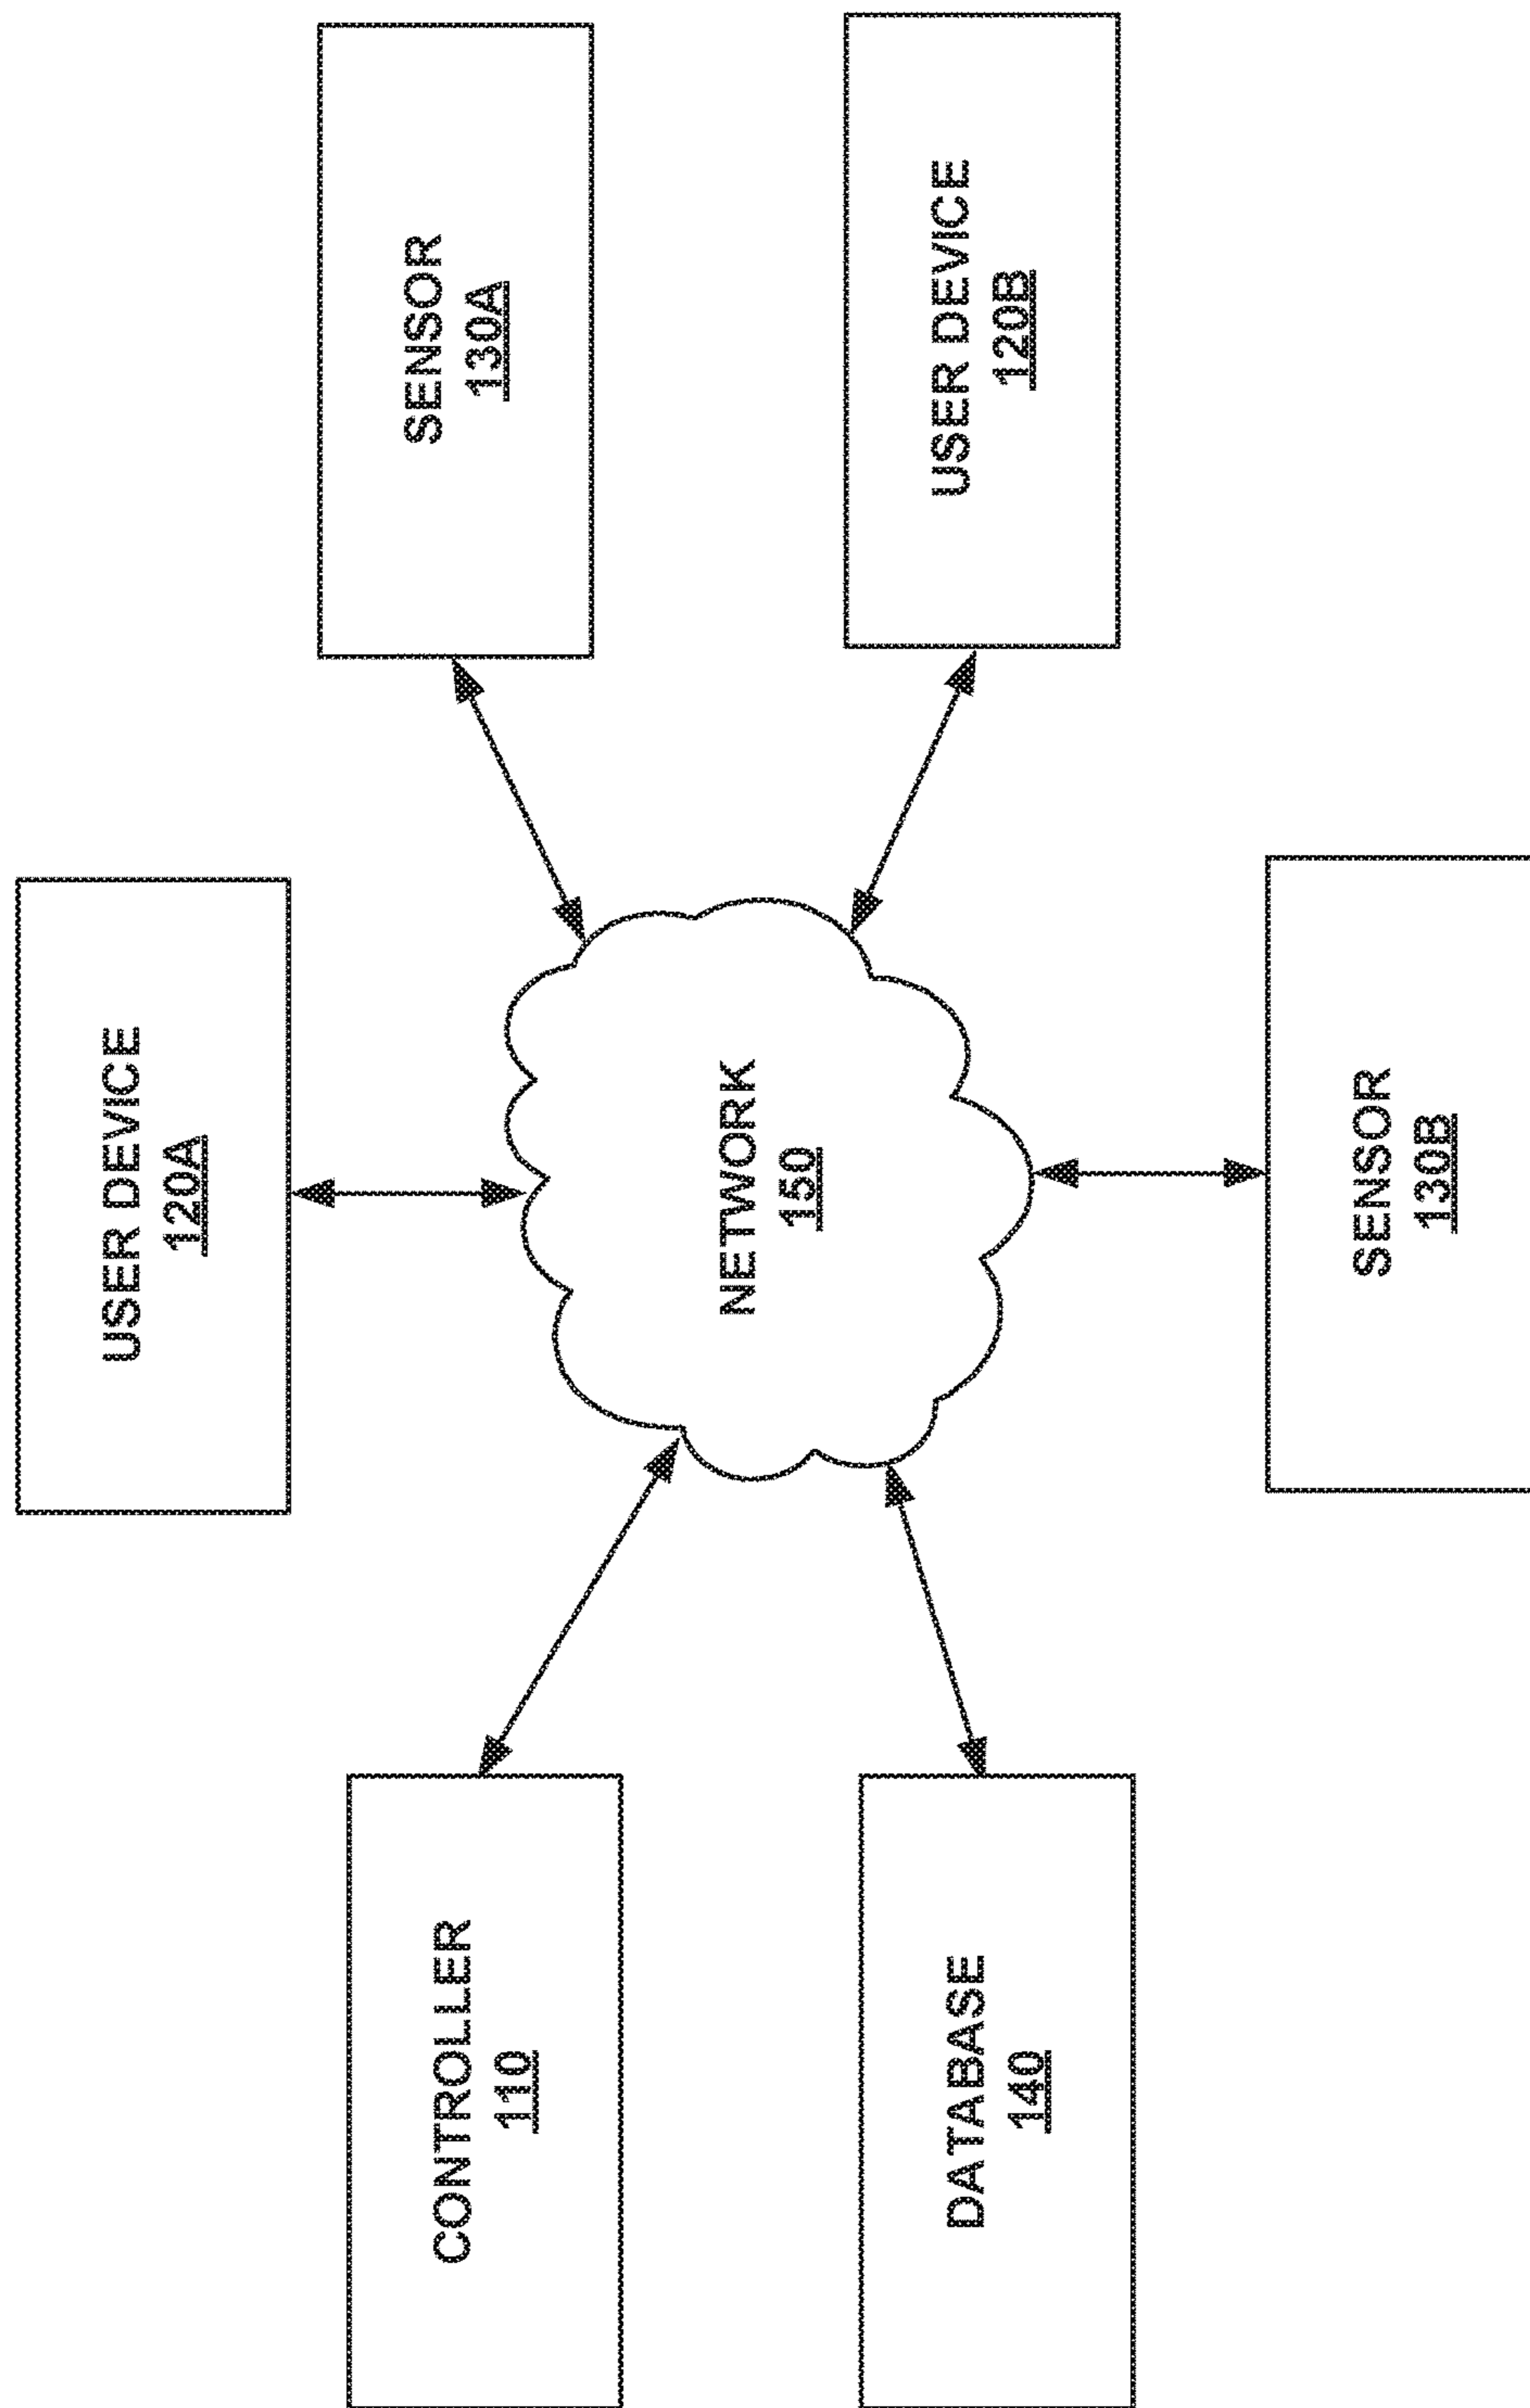 CONTROLLER
110
USER DEVICE
120A
SENSOR
130A
NETWORK
150
DATABASE
140
SENSOR
130B
USER DEVICE
120B